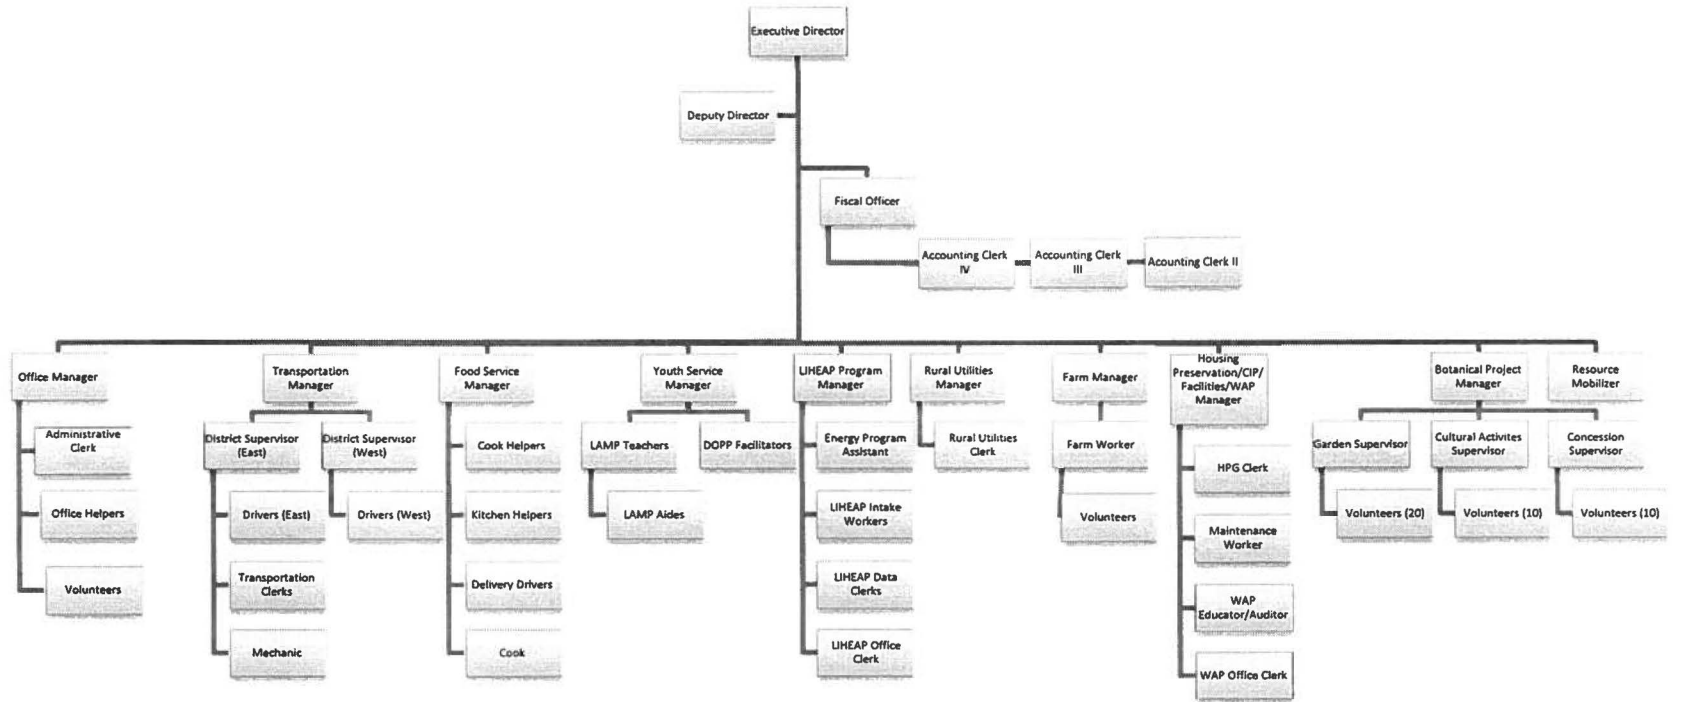 Executive Director
Deputy Director
Fiscal Officer
Accounting Clerk
IV
Accounting Clerk
III
Acounting Clerk II
Office Manager
Transportation
Manager
Food Service
Manager
Youth Service
Manager
LIHEAP Program
Manager
Rural Utilities
Manager
Farm Manager
Housing
Preservation/CIP/
Facilities/WAP
Manager
Botanical Project
Manager
Resource
Mobilizer
Administrative
Clerk
Office Helpers
Volunteers
District Supervisor
(East)
Drivers (East)
Transportation
Clerks
Mechanic
District Supervisor
(West)
Drivers (West)
Cook Helpers
Kitchen Helpers
Delivery Drivers
Cook
LAMP Teachers
LAMP Aides
DOPP Facilitators
Energy Program
Assistant
LIHEAP Intake
Workers
LIHEAP Data
Clerks
LIHEAP Office
Clerk
Rural Utilities
Clerk
Farm Worker
Volunteers
HPG Clerk
Maintenance
Worker
WAP
Educator/Auditor
WAP Office Clerk
Garden Supervisor
Volunteers (20)
Cultural Activites
Supervisor
Volunteers (10)
Concession
Supervisor
Volunteers (10)